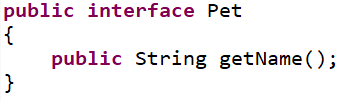 public interface Pet
{
    public String getName();
}